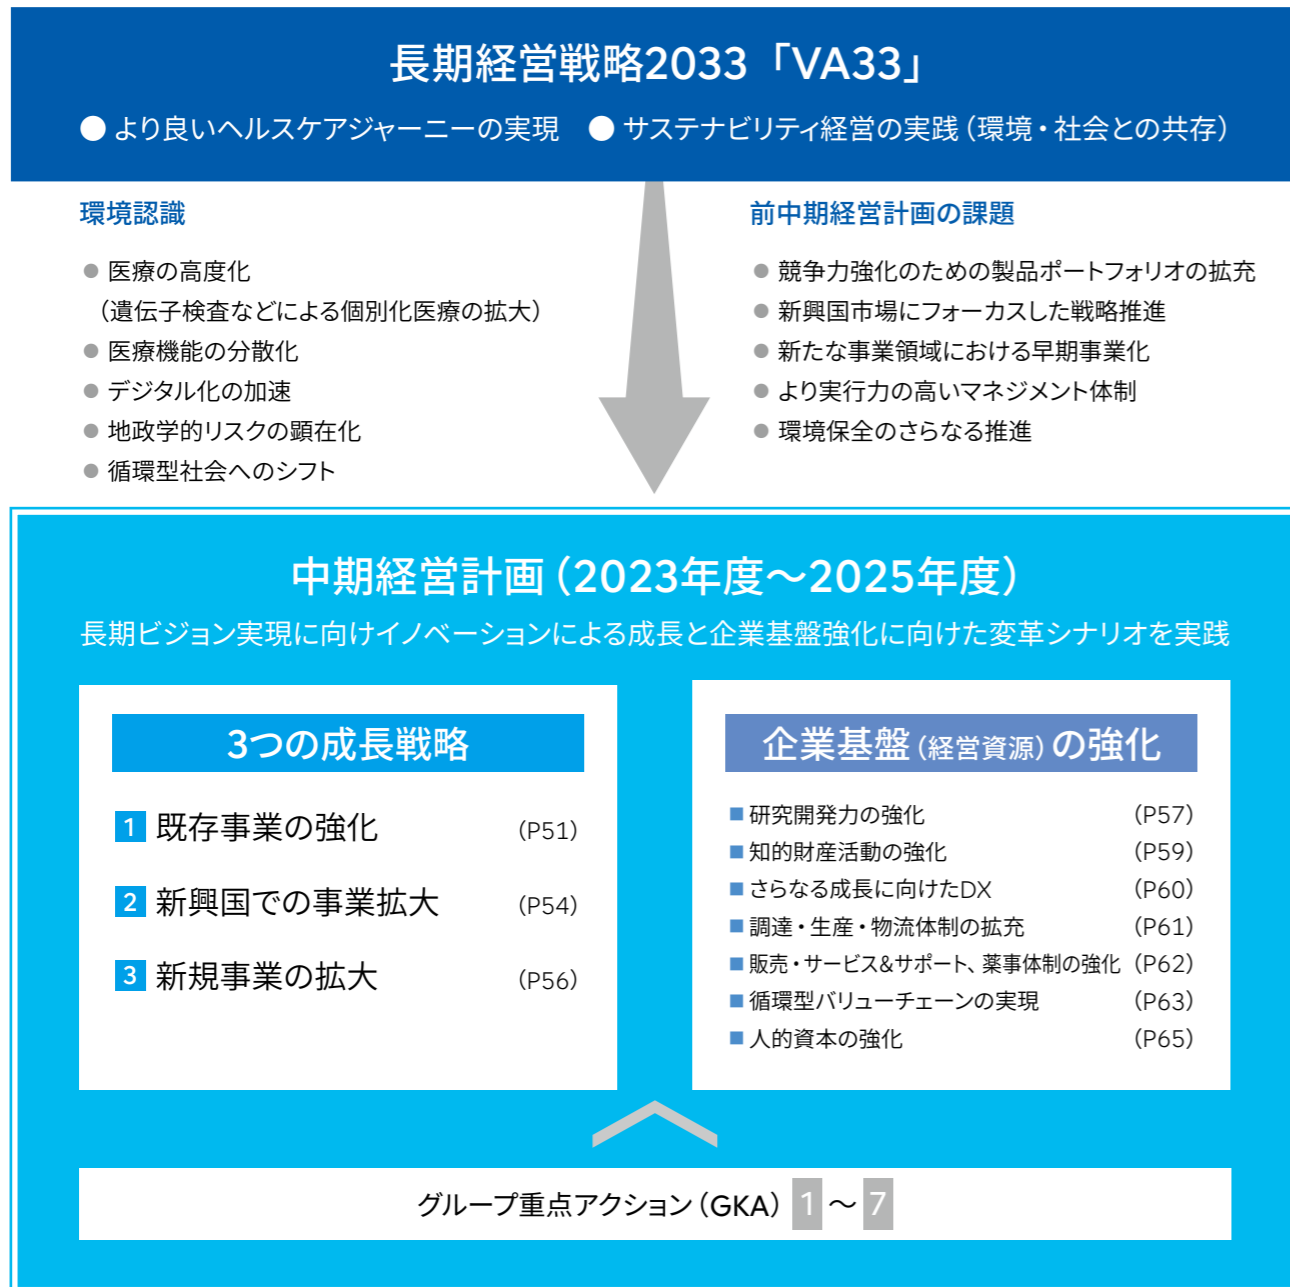 長期経営戦略2033「VA33」
● より良いヘルスケアジャーニーの実現 ● サステナビリティ経営の実践（環境・社会との共存）
環境認識
● 医療の高度化
（遺伝子検査などによる個別化医療の拡大）
● 医療機能の分散化
● デジタル化の加速
● 地政学的リスクの顕在化
● 循環型社会へのシフト
前中期経営計画の課題
● 競争力強化のための製品ポートフォリオの拡充
● 新興国市場にフォーカスした戦略推進
● 新たな事業領域における早期事業化
● より実行力の高いマネジメント体制
● 環境保全のさらなる推進
中期経営計画（2023年度～2025年度）
長期ビジョン実現に向けイノベーションによる成長と企業基盤強化に向けた変革シナリオを実践
3つの成長戦略
1 既存事業の強化 （P51）
2 新興国での事業拡大 （P54）
3 新規事業の拡大 （P56）
企業基盤（経営資源）の強化
■ 研究開発力の強化 （P57）
■ 知的財産活動の強化 （P59）
■ さらなる成長に向けたDX （P60）
■ 調達・生産・物流体制の拡充 （P61）
■ 販売・サービス&サポート、薬事体制の強化 （P62）
■ 循環型バリューチェーンの実現 （P63）
■ 人的資本の強化 （P65）
グループ重点アクション（GKA） 1 ～ 7